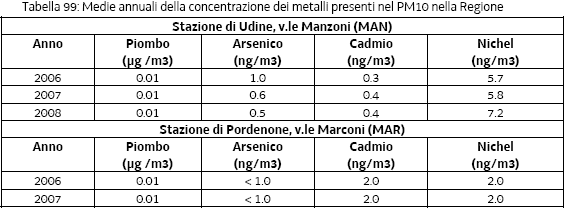 Tabella 99: Medie annuali della concentrazione dei metalli presenti nel PM10 nella Regione
Stazione di Udine, v.le Manzoni (MAN)
Anno Piombo Arsenico Cadmio Nichel
(µg /m3) (ng/m3) (ng/m3) (ng/m3)
2006 0.01 1.0 0.3 5.7
2007 0.01 0.6 0.4 5.8
2008 0.01 0.5 0.4 7.2
Stazione di Pordenone, v.le Marconi (MAR)
Anno Piombo Arsenico Cadmio Nichel
(µg /m3) (ng/m3) (ng/m3) (ng/m3)
2006 0.01 < 1.0 2.0 2.0
2007 0.01 < 1.0 2.0 2.0